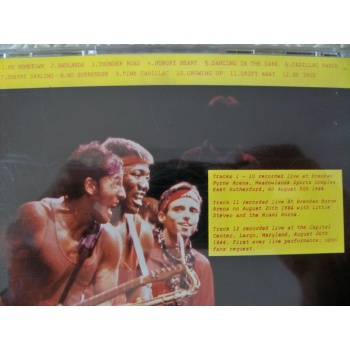 1.MY HOMETOWN 2.BADLANDS 3.THUNDER ROAD 4.HUNGRY HEART 5.DANCING IN THE DARK 6.CADILLAC RANCH
7.SHERRY DARLING 8.NO SURRENDER 9.PINK CADILLAC 10.GROWING UP 11.DRIFT AWAY 12.BE TRUE
Tracks 1 - 10 recorded live at Brendan
Byrne Arena, Meadowlands Sports Complex
East Rutherford, NJ August 5th 1984.
Track 11 recorded live at Brendan Byrne
Arena on August 20th 1984 with Little
Steven and the Miami Horns.
Track 12 recorded live at the Capitol
Center, Largo, Maryland, August 26th
1984. First ever live performance; upon
fans' request.